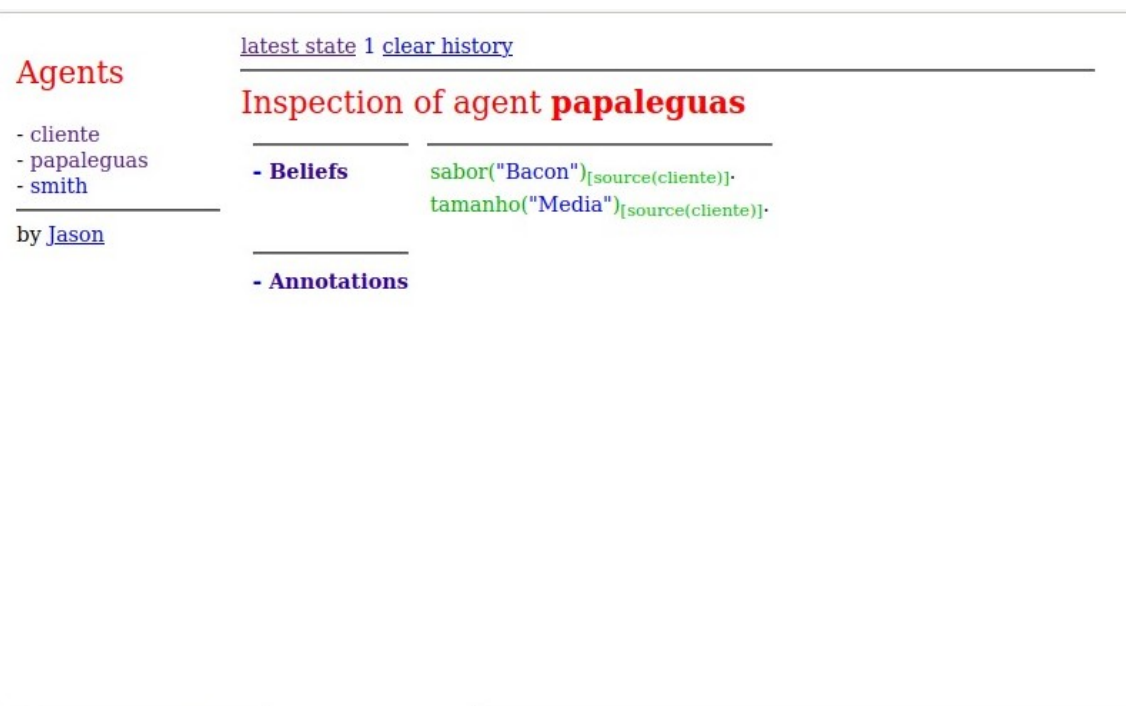 Agents
- cliente
- papaleguas
- smith
by Jason
latest state 1 clear history
Inspection of agent papaleguas
- Beliefs
sabor("Bacon")[source(cliente)].
tamanho("Media")[source(cliente)].
- Annotations